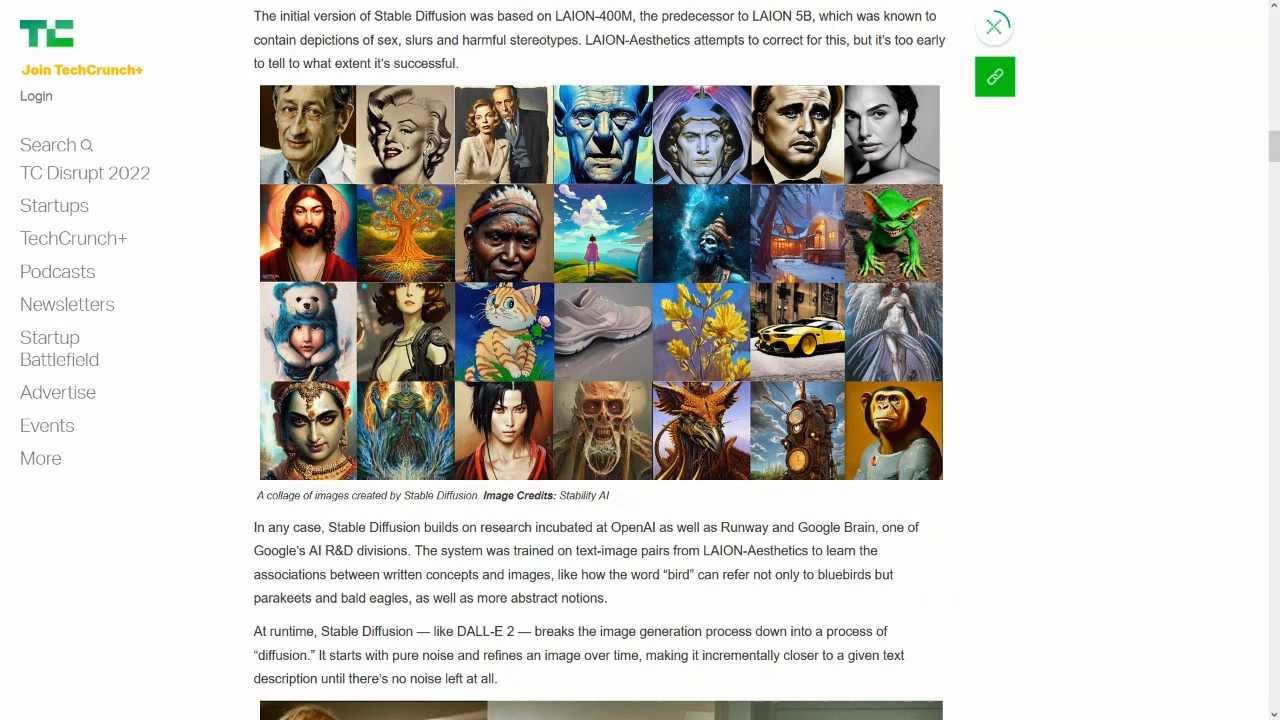 The initial version of Stable Diffusion was based on LAION-400M, the predecessor to LAION 5B, which was known to
contain depictions of sex, slurs and harmful stereotypes. LAION-Aesthetics attempts to correct for this, but it's too early
to tell to what extent it's successful.
TC
Join TechCrunch+
Login
Search
TC Disrupt 2022
Startups
TechCrunch+
Podcasts
Newsletters
Startup
Battlefield
Advertise
Events
More
A collage of images created by Stable Diffusion. Image Credits: Stability AI
In any case, Stable Diffusion builds on research incubated at OpenAI as well as Runway and Google Brain, one of
Google's AI R&D divisions. The system was trained on text-image pairs from LAION-Aesthetics to learn the
associations between written concepts and images, like how the word “bird” can refer not only to bluebirds but
parakeets and bald eagles, as well as more abstract notions.
At runtime, Stable Diffusion — like DALL-E 2 — breaks the image generation process down into a process of
“diffusion.” It starts with pure noise and refines an image over time, making it incrementally closer to a given text
description until there's no noise left at all.